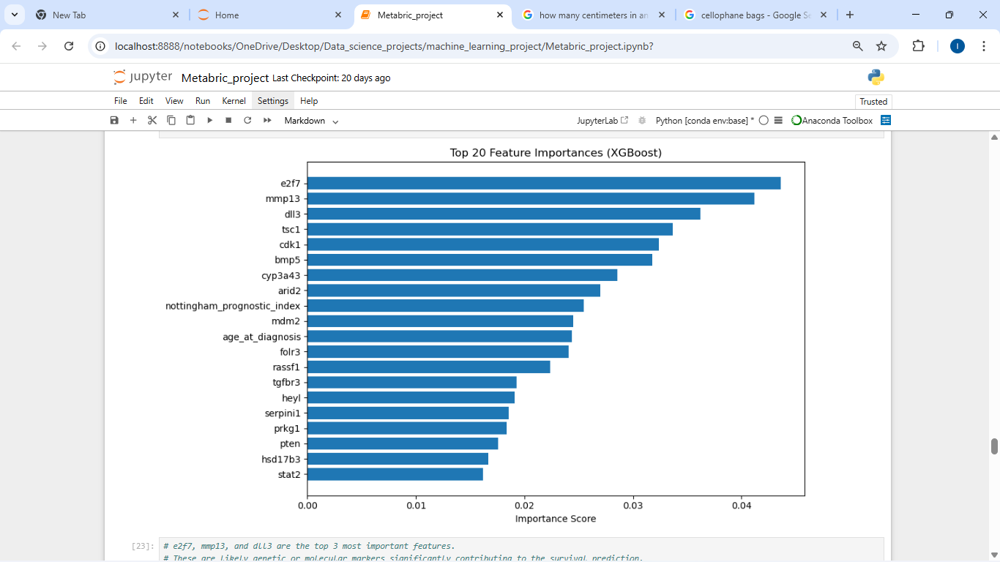 New Tab
Home
Metabric_project
how many centimeters in an
cellophane bags - Google Se
localhost:8888/notebooks/OneDrive/Desktop/Data_science_projects/machine_learning_project/Metabric_project.ipynb?
I
jupyter Metabric_project Last Checkpoint: 20 days ago
File Edit View Run Kernel Settings Help
Trusted
Markdown
JupyterLab
Python [conda env:base] *
Anaconda Toolbox
Top 20 Feature Importances (XGBoost)
e2f7
mmp13
dll3
tsc1
cdk1
bmp5
cyp3a43
arid2
nottingham_prognostic_index
mdm2
age_at_diagnosis
folr3
rassf1
tgfbr3
heyl
serpini1
prkg1
pten
hsd17b3
stat2
0.00 0.01 0.02 0.03 0.04
Importance Score
[23]: # e2f7, mmp13, and dll3 are the top 3 most important features.
# These are likely genetic or molecular markers significantly contributing to the survival prediction.